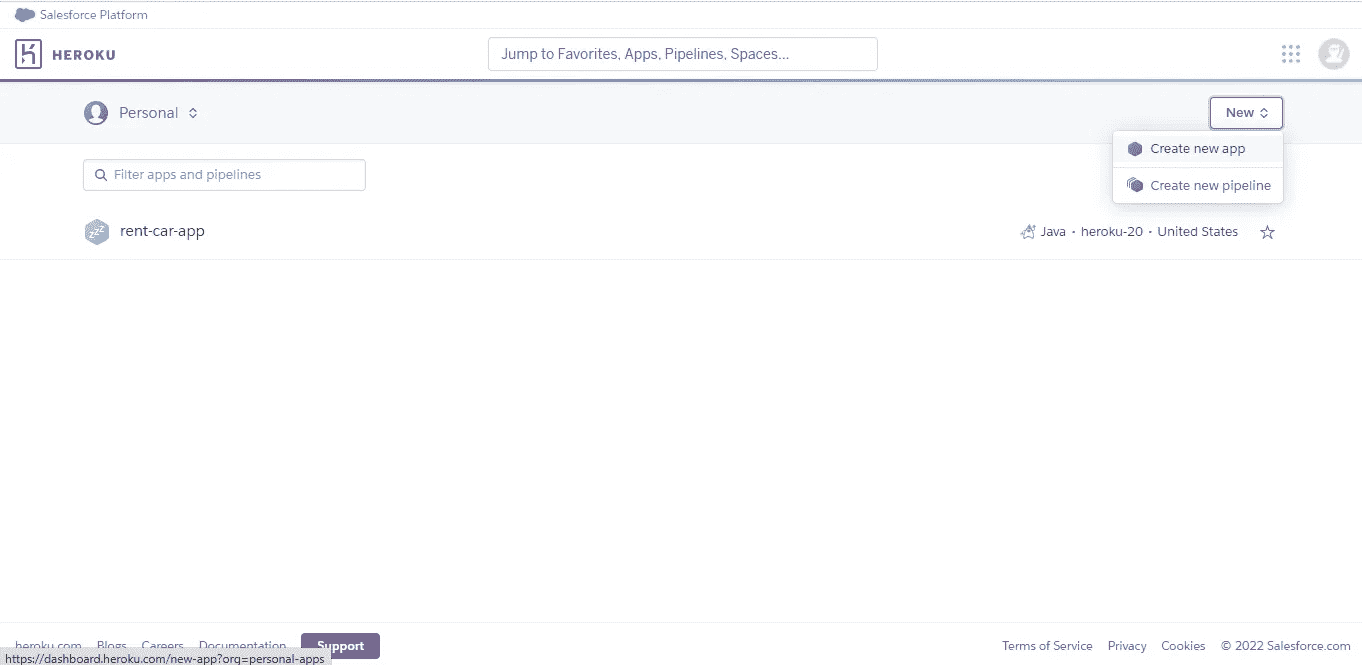 Salesforce Platform
HEROKU
Jump to Favorites, Apps, Pipelines, Spaces...
Personal
New
Create new app
Create new pipeline
Filter apps and pipelines
rent-car-app
Java · heroku-20 · United States
heroku.com Blogs Careers Documentation Support
Terms of Service Privacy Cookies © 2022 Salesforce.com
https://dashboard.heroku.com/new-app?org=personal-apps